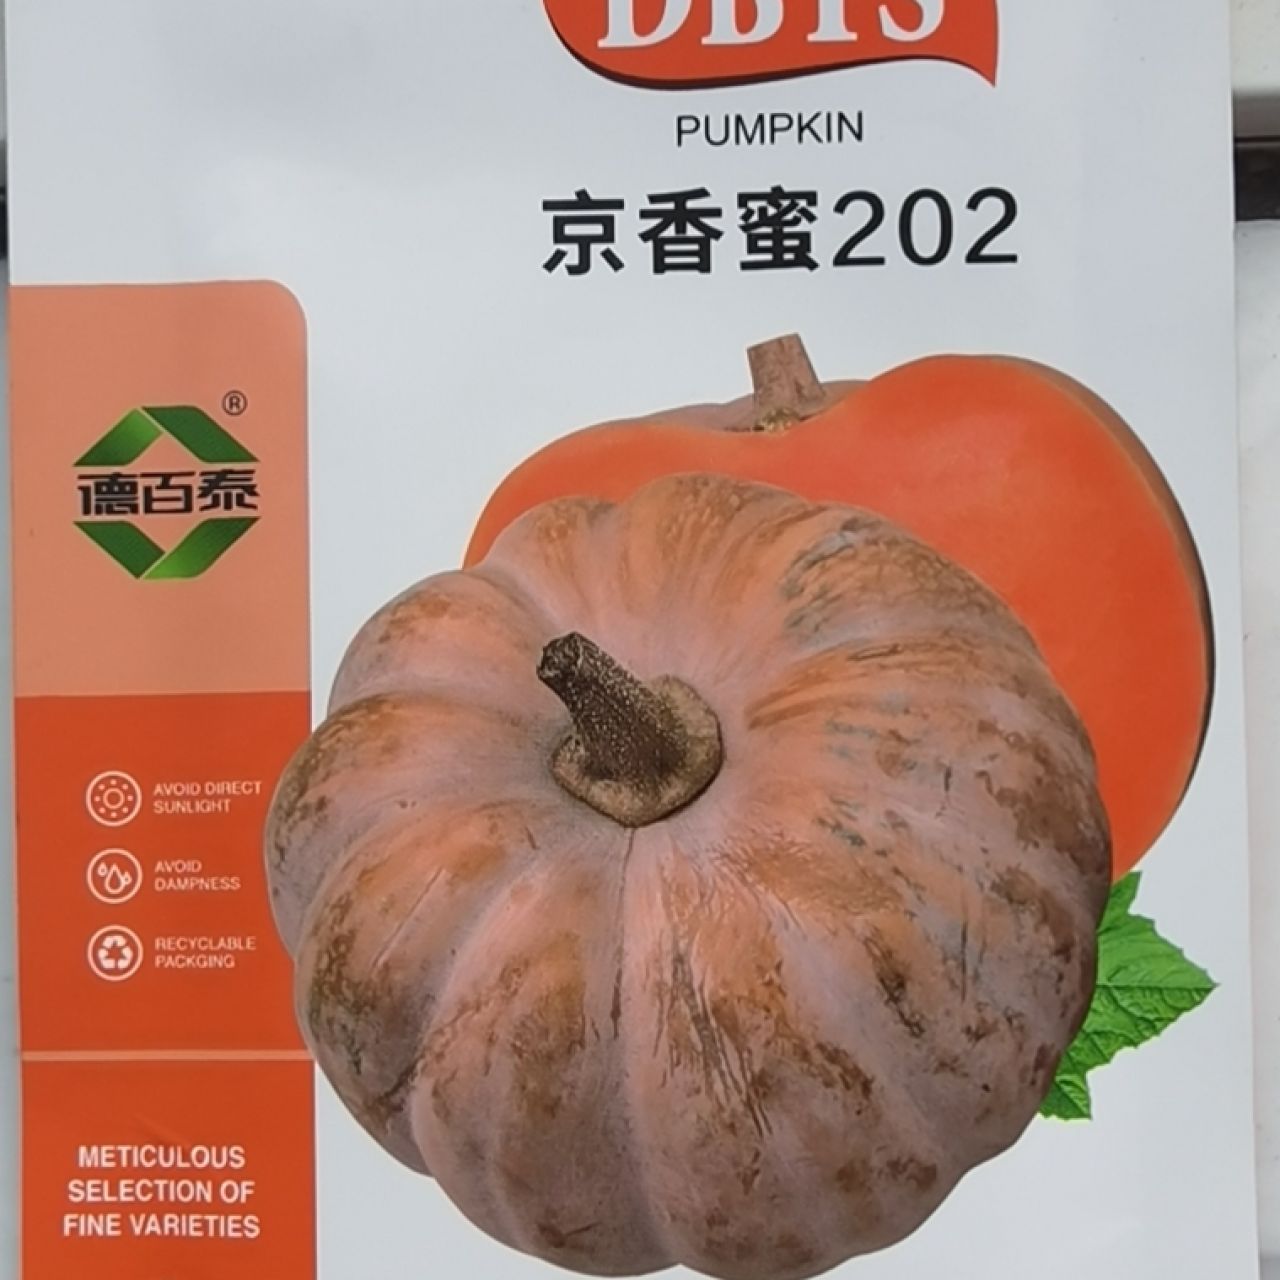 DBTS
PUMPKIN
京香蜜202
®
德百泰
AVOID DIRECT
SUNLIGHT
AVOID
DAMPNESS
RECYCLABLE
PACKGING
METICULOUS
SELECTION OF
FINE VARIETIES